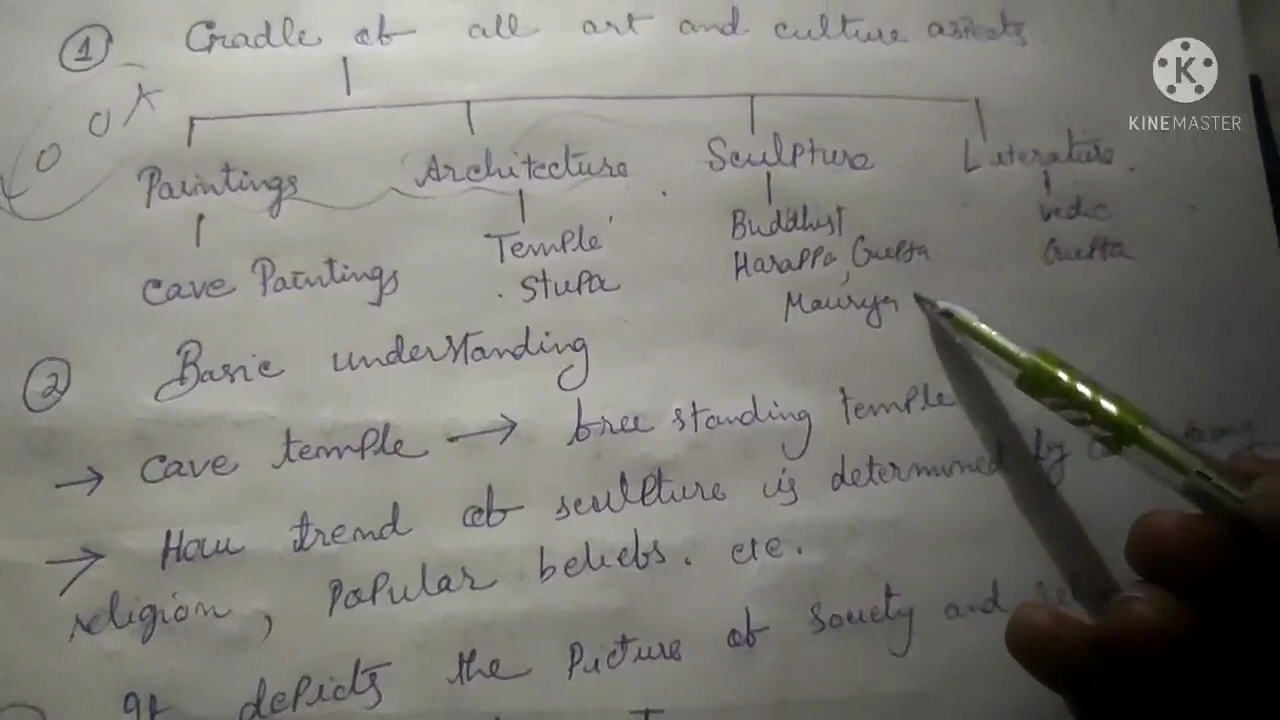 ① Cradle of all art and culture aspects
KINEMASTER
Paintings Architecture Sculpture Laterature.
Cave Paintings
Temple
Stupa
Buddhist
Harappa, Gupta
Maurya
Vedic
Gupta
② Basic understanding
→ Cave temple → free standing temple
→ How trend of sculpture is determined by
religion, Popular beliefs. etc.
It depicts the Picture of society and